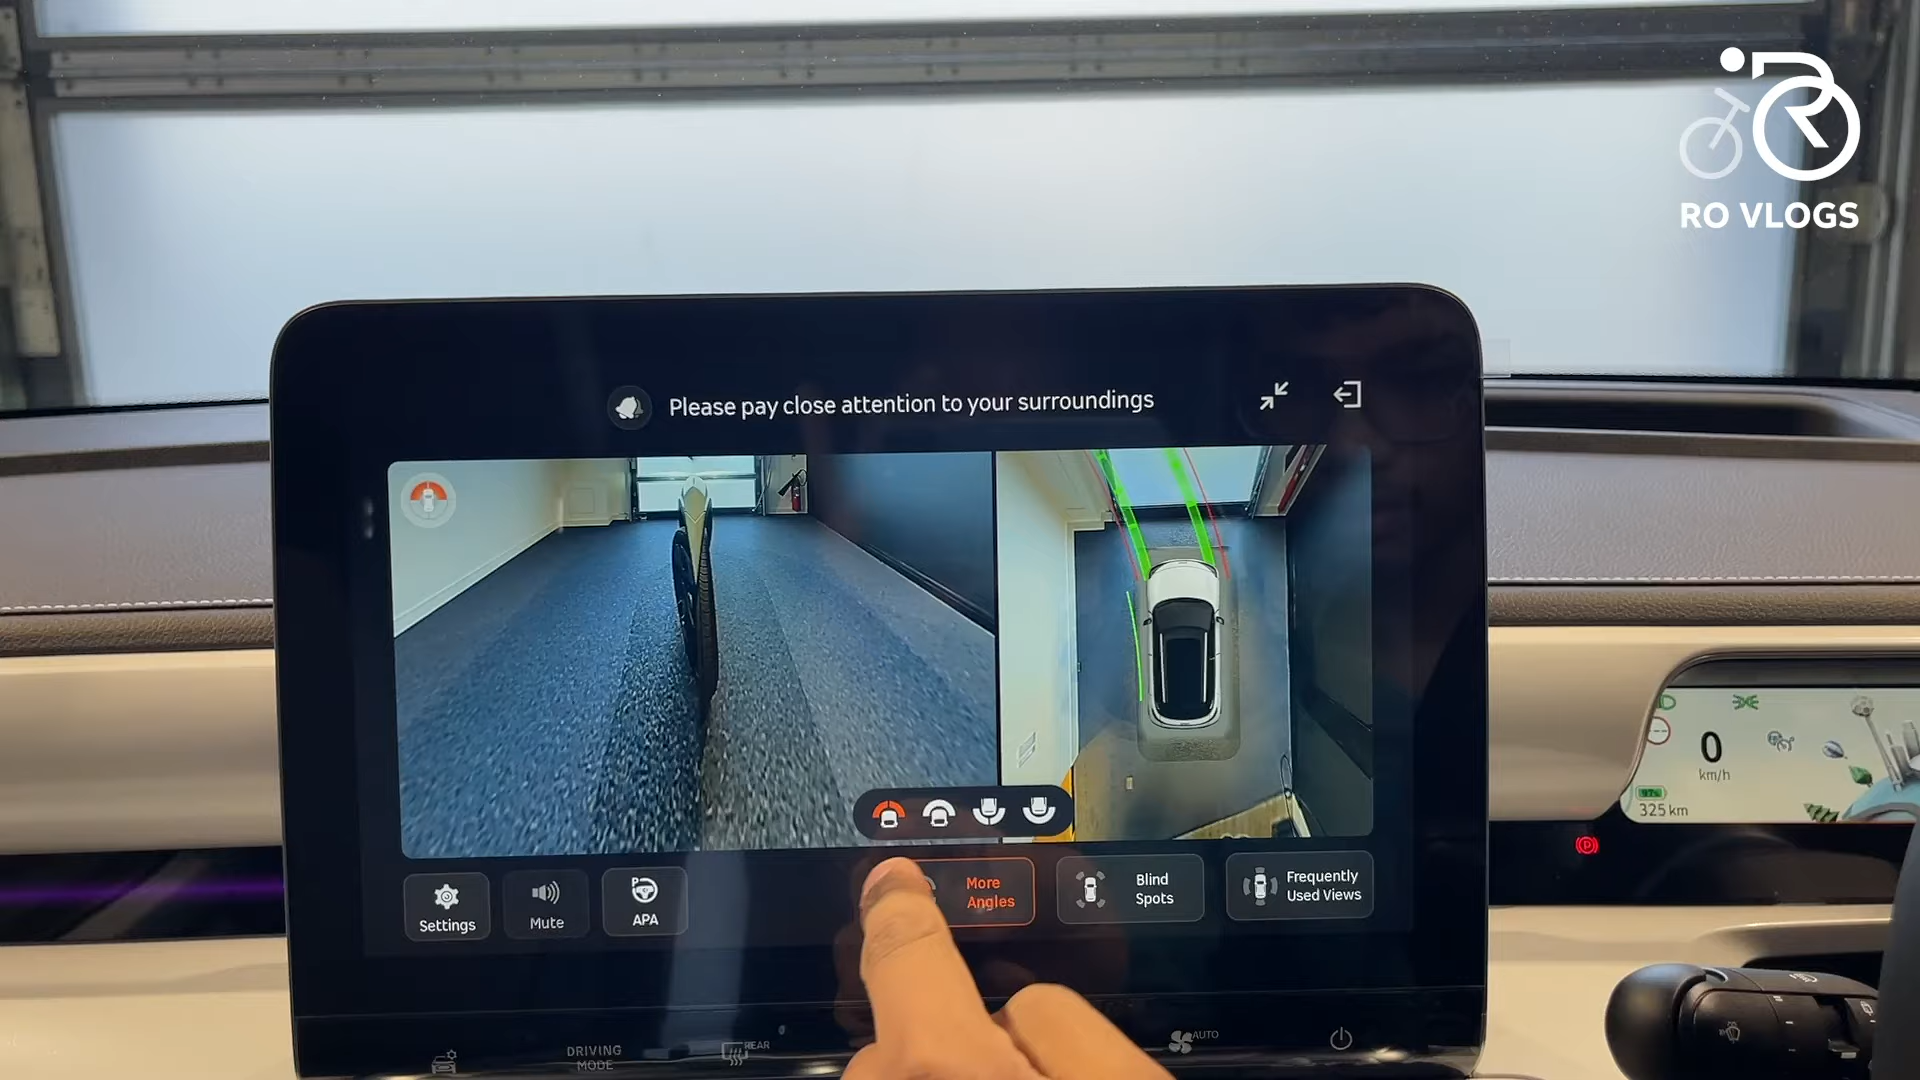 RO VLOGS
Please pay close attention to your surroundings
Settings
Mute
APA
More
Angles
Blind
Spots
Frequently
Used Views
0
km/h
97%
325 km
P
DRIVING
MODE
REAR
AUTO